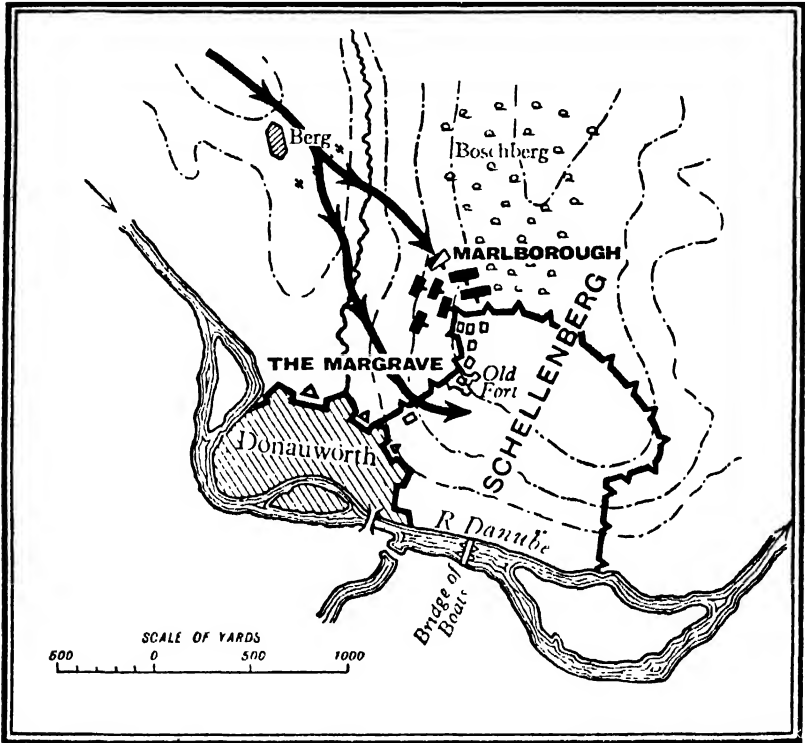 Berg
Boschberg
MARLBOROUGH
SCHELLENBERG
THE MARGRAVE
Old
Fort
Donauwörth
R Danube
Bridge of
Boats
SCALE OF YARDS
500 0 500 1000